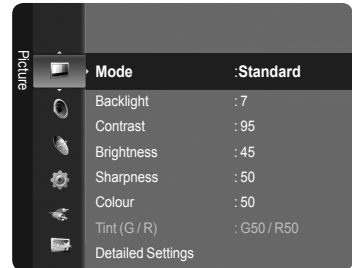 Picture
Mode :Standard
Backlight : 7
Contrast : 95
Brightness : 45
Sharpness : 50
Colour : 50
Tint (G / R) : G50 / R50
Detailed Settings